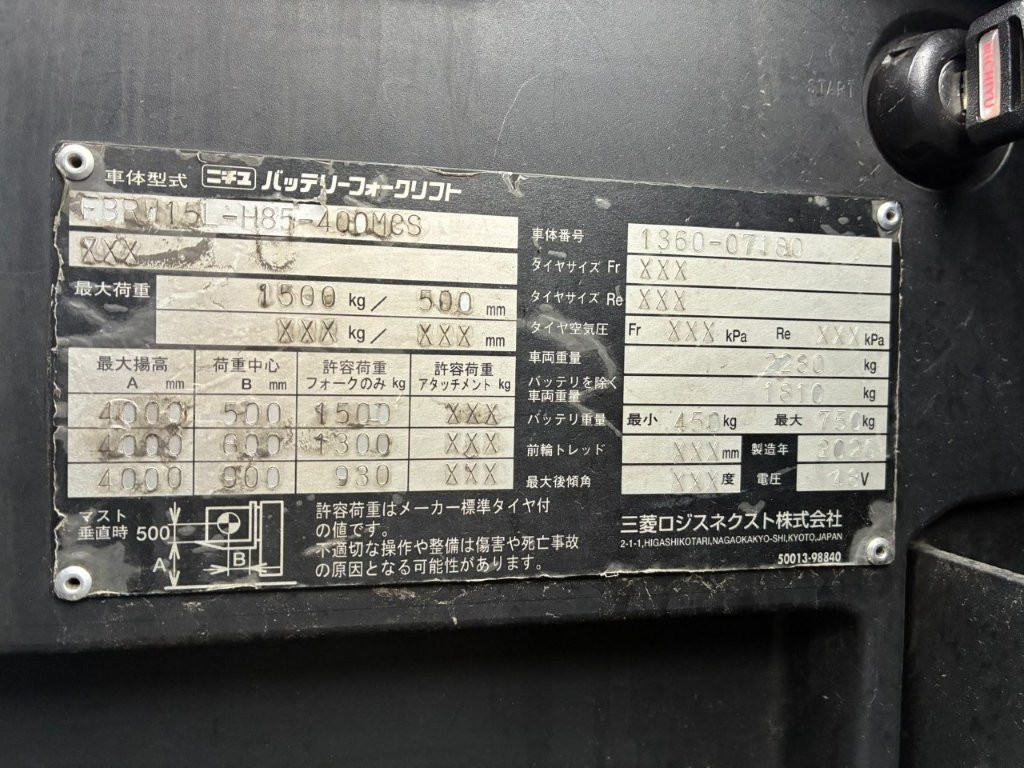 START
NICHIYU
車体型式 ニチユ バッテリーフォークリフト
L-H85-400MCS
XXX
最大荷重 1500 kg / 500 mm
XXX kg / XXX mm
最大揚高 A mm 荷重中心 B mm 許容荷重 フォークのみ kg 許容荷重 アタッチメント kg
4000 500 1500 XXX
4000 600 1300 XXX
4000 900 930 XXX
マスト
垂直時 500
A
B
許容荷重はメーカー標準タイヤ付
の値です。
不適切な操作や整備は傷害や死亡事故
の原因となる可能性があります。
車体番号 1360-07180
タイヤサイズ Fr XXX
タイヤサイズ Re XXX
タイヤ空気圧 Fr XXX kPa Re XXX kPa
車両重量 kg
バッテリを除く
車両重量 kg
バッテリ重量 最小 450 kg 最大 750 kg
前輪トレッド XXX mm 製造年
最後傾角 XXX 度 電圧 V
三菱ロジスネクスト株式会社
2-1-1,HIGASHIKOTARI,NAGAOKAKYO-SHI,KYOTO,JAPAN
50013-98840